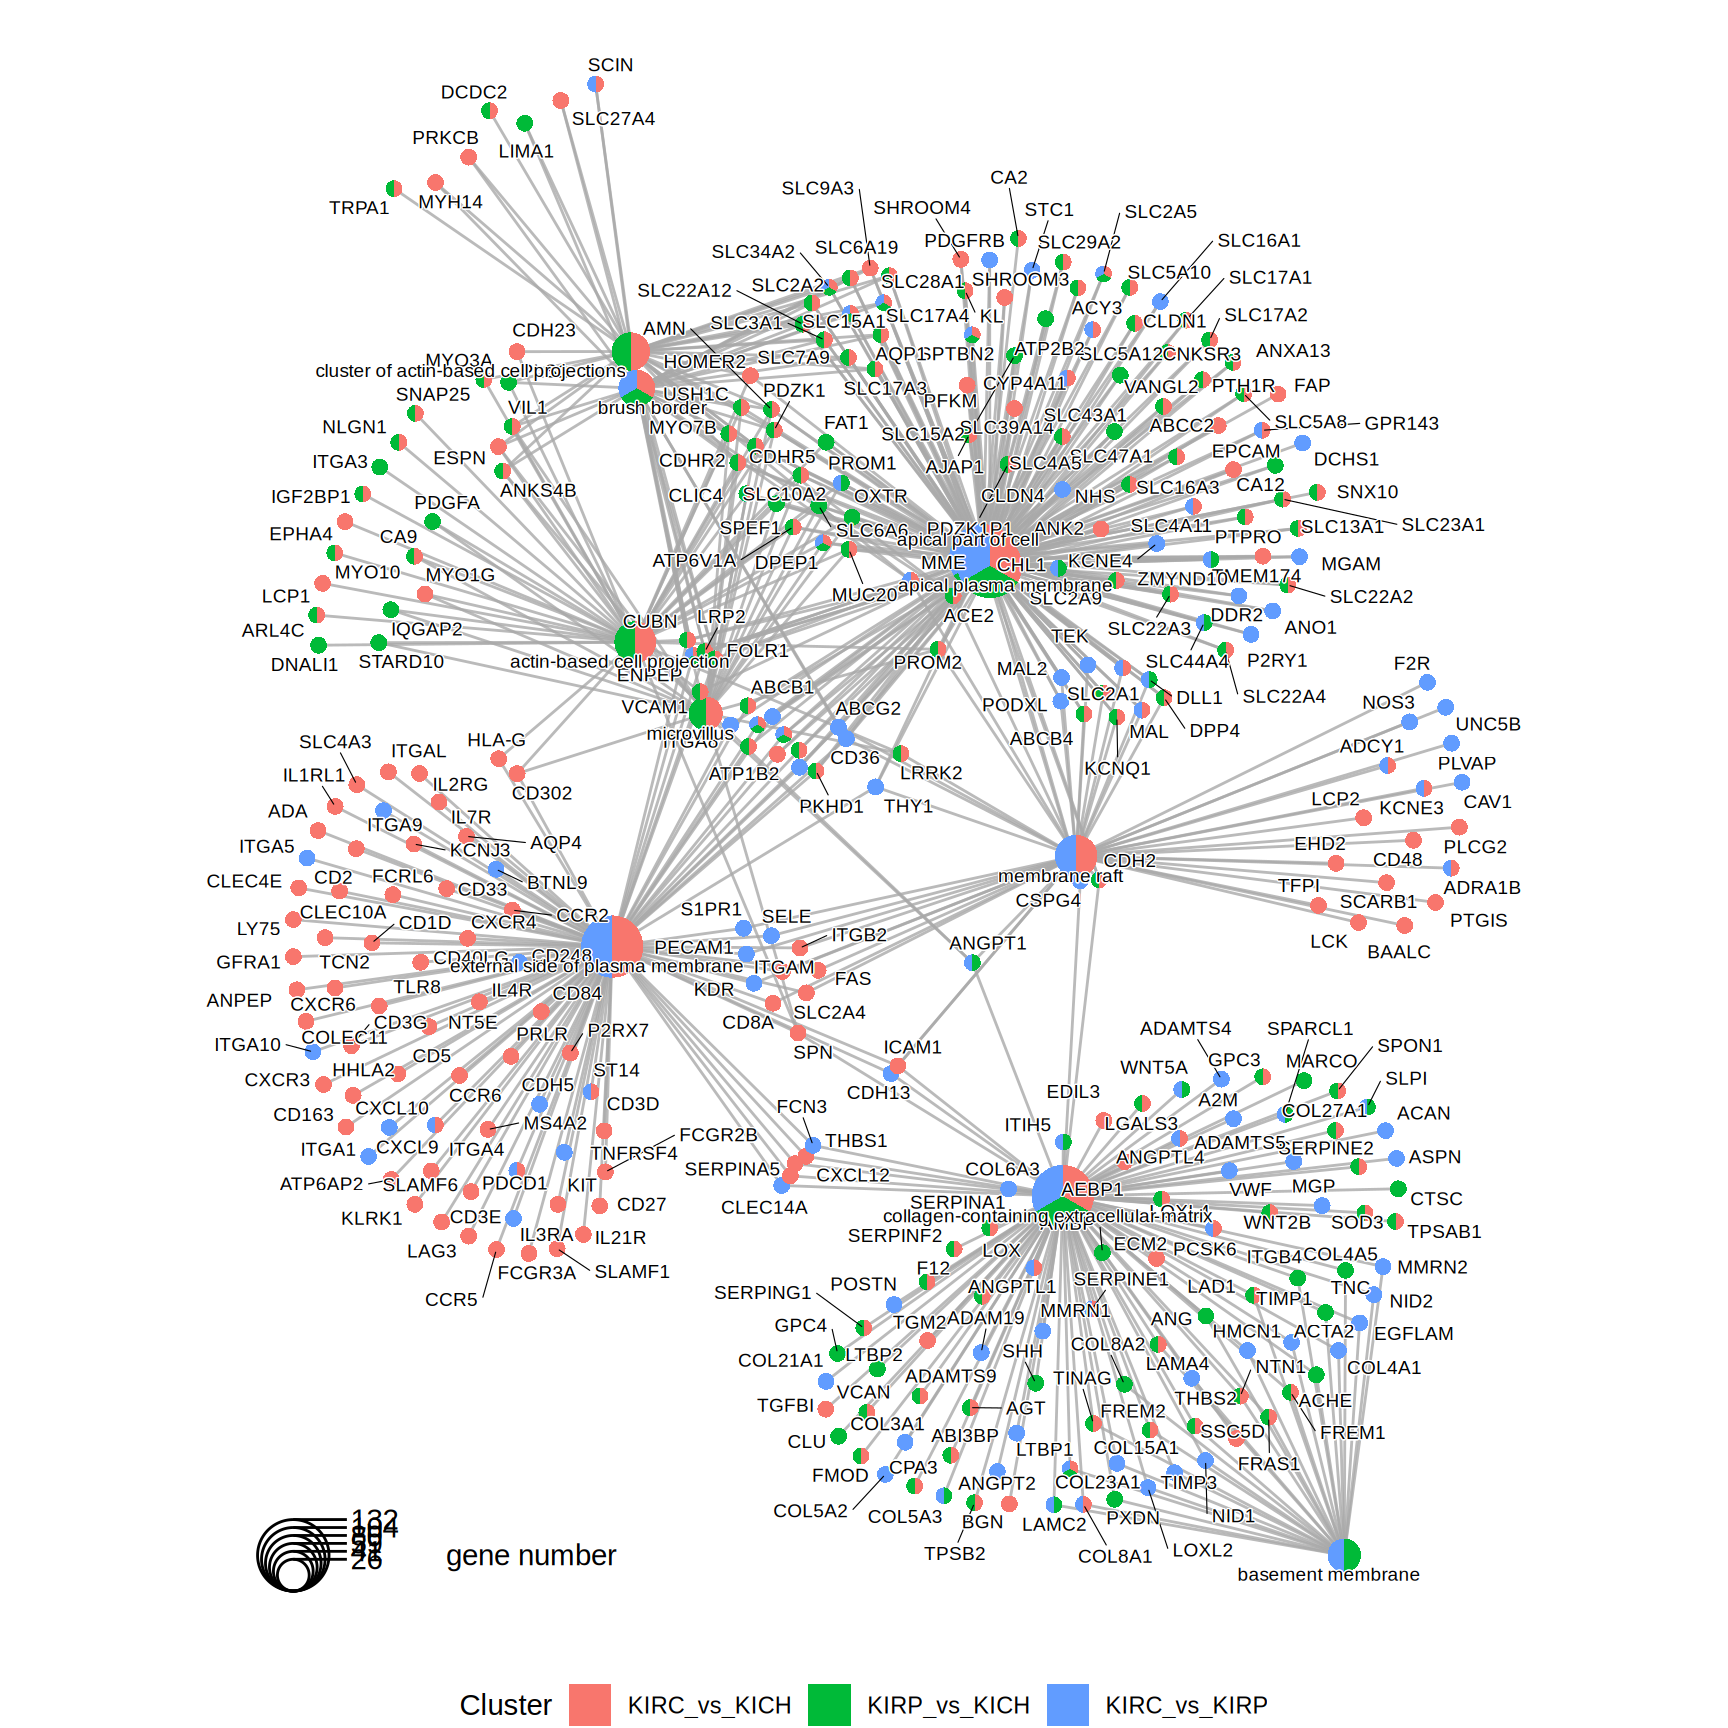 SCIN
DCDC2
SLC27A4
PRKCB
LIMA1
TRPA1
MYH14
CA2
SLC9A3
SHROOM4
STC1
SLC2A5
SLC34A2
SLC6A19
PDGFRB
SLC29A2
SLC16A1
SLC22A12
SLC2A2
SLC28A1
SHROOM3
SLC5A10
SLC17A1
CDH23
AMN
SLC3A1
SLC15A1
SLC17A4
KL
ACY3
CLDN1
SLC17A2
MYO3A
HOMER2
SLC7A9
AQP1
SPTBN2
ATP2B2
SLC5A12
CNKSR3
ANXA13
cluster of actin-based cell projections
SNAP25
brush border
USH1C
PDZK1
SLC17A3
CYP4A11
VANGL2
PTH1R
FAP
PFKM
NLGN1
VIL1
MYO7B
FAT1
SLC15A2
SLC39A14
SLC43A1
ABCC2
SLC5A8
GPR143
ITGA3
ESPN
CDHR2
CDHR5
PROM1
AJAP1
SLC4A5
SLC47A1
EPCAM
DCHS1
IGF2BP1
PDGFA
ANKS4B
CLIC4
SLC10A2
OXTR
CLDN4
NHS
SLC16A3
CA12
SNX10
EPHA4
CA9
SPEF1
SLC6A6
PDZK1P1
ANK2
SLC4A11
PTPRO
SLC13A1
SLC23A1
apical part of cell
MYO10
MYO1G
ATP6V1A
DPEP1
MME
CHL1
KCNE4
ZMYND10
TMEM174
MGAM
apical plasma membrane
LCP1
MUC20
ACE2
SLC2A9
SLC22A2
ARL4C
IQGAP2
CUBN
LRP2
TEK
SLC22A3
DDR2
ANO1
DNALI1
STARD10
actin-based cell projection
FOLR1
PROM2
MAL2
SLC44A4
P2RY1
F2R
ENPEP
ABCB1
SLC2A1
DLL1
SLC22A4
NOS3
VCAM1
ABCG2
PODXL
UNC5B
microvillus
ITGA8
ABCB4
MAL
DPP4
SLC4A3
ITGAL
HLA-G
ADCY1
IL1RL1
IL2RG
CD302
ATP1B2
CD36
LRRK2
KCNQ1
PLVAP
ADA
ITGA9
IL7R
PKHD1
THY1
LCP2
KCNE3
CAV1
ITGA5
KCNJ3
AQP4
EHD2
CD48
PLCG2
CLEC4E
CD2
FCRL6
CD33
BTNL9
CDH2
membrane raft
TFPI
SCARB1
ADRA1B
CLEC10A
CD1D
CXCR4
CCR2
S1PR1
SELE
CSPG4
PTGIS
LY75
ITGB2
ANGPT1
LCK
BAALC
GFRA1
TCN2
CD40LG
CD248
PECAM1
external side of plasma membrane
ITGAM
FAS
ANPEP
CXCR6
TLR8
IL4R
CD84
KDR
CD8A
SLC2A4
ITGA10
COLEC11
CD3G
NT5E
PRLR
P2RX7
SPN
ICAM1
ADAMTS4
SPARCL1
SPON1
CXCR3
HHLA2
CD5
CCR6
CDH5
ST14
CDH13
WNT5A
GPC3
MARCO
SLPI
CD163
CXCL10
MS4A2
CD3D
FCN3
EDIL3
A2M
COL27A1
ACAN
ITGA1
CXCL9
ITGA4
TNFRSF4
FCGR2B
THBS1
ITIH5
LGALS3
ADAMTS5
SERPINE2
ASPN
ATP6AP2
SLAMF6
PDCD1
KIT
SERPINA5
CXCL12
COL6A3
ANGPTL4
VWF
MGP
CTSC
KLRK1
CD3E
CD27
CLEC14A
SERPINA1
AEBP1
collagen-containing extracellular matrix
LAG3
IL3RA
IL21R
SERPINF2
AMBP
LOXL4
WNT2B
SOD3
TPSAB1
FCGR3A
SLAMF1
F12
LOX
ECM2
PCSK6
ITGB4
COL4A5
MMRN2
CCR5
SERPING1
POSTN
ANGPTL1
SERPINE1
LAD1
TIMP1
TNC
NID2
GPC4
TGM2
ADAM19
MMRN1
ANG
HMCN1
ACTA2
EGFLAM
COL21A1
LTBP2
SHH
COL8A2
LAMA4
NTN1
COL4A1
TGFBI
VCAN
ADAMTS9
TINAG
THBS2
ACHE
CLU
COL3A1
AGT
FREM2
SSC5D
FREM1
FMOD
CPA3
ABI3BP
LTBP1
COL15A1
FRAS1
COL5A2
COL5A3
ANGPT2
COL23A1
TIMP3
NID1
BGN
LAMC2
PXDN
TPSB2
COL8A1
LOXL2
basement membrane
132
104
41
26
gene number
Cluster
KIRC_vs_KICH
KIRP_vs_KICH
KIRC_vs_KIRP